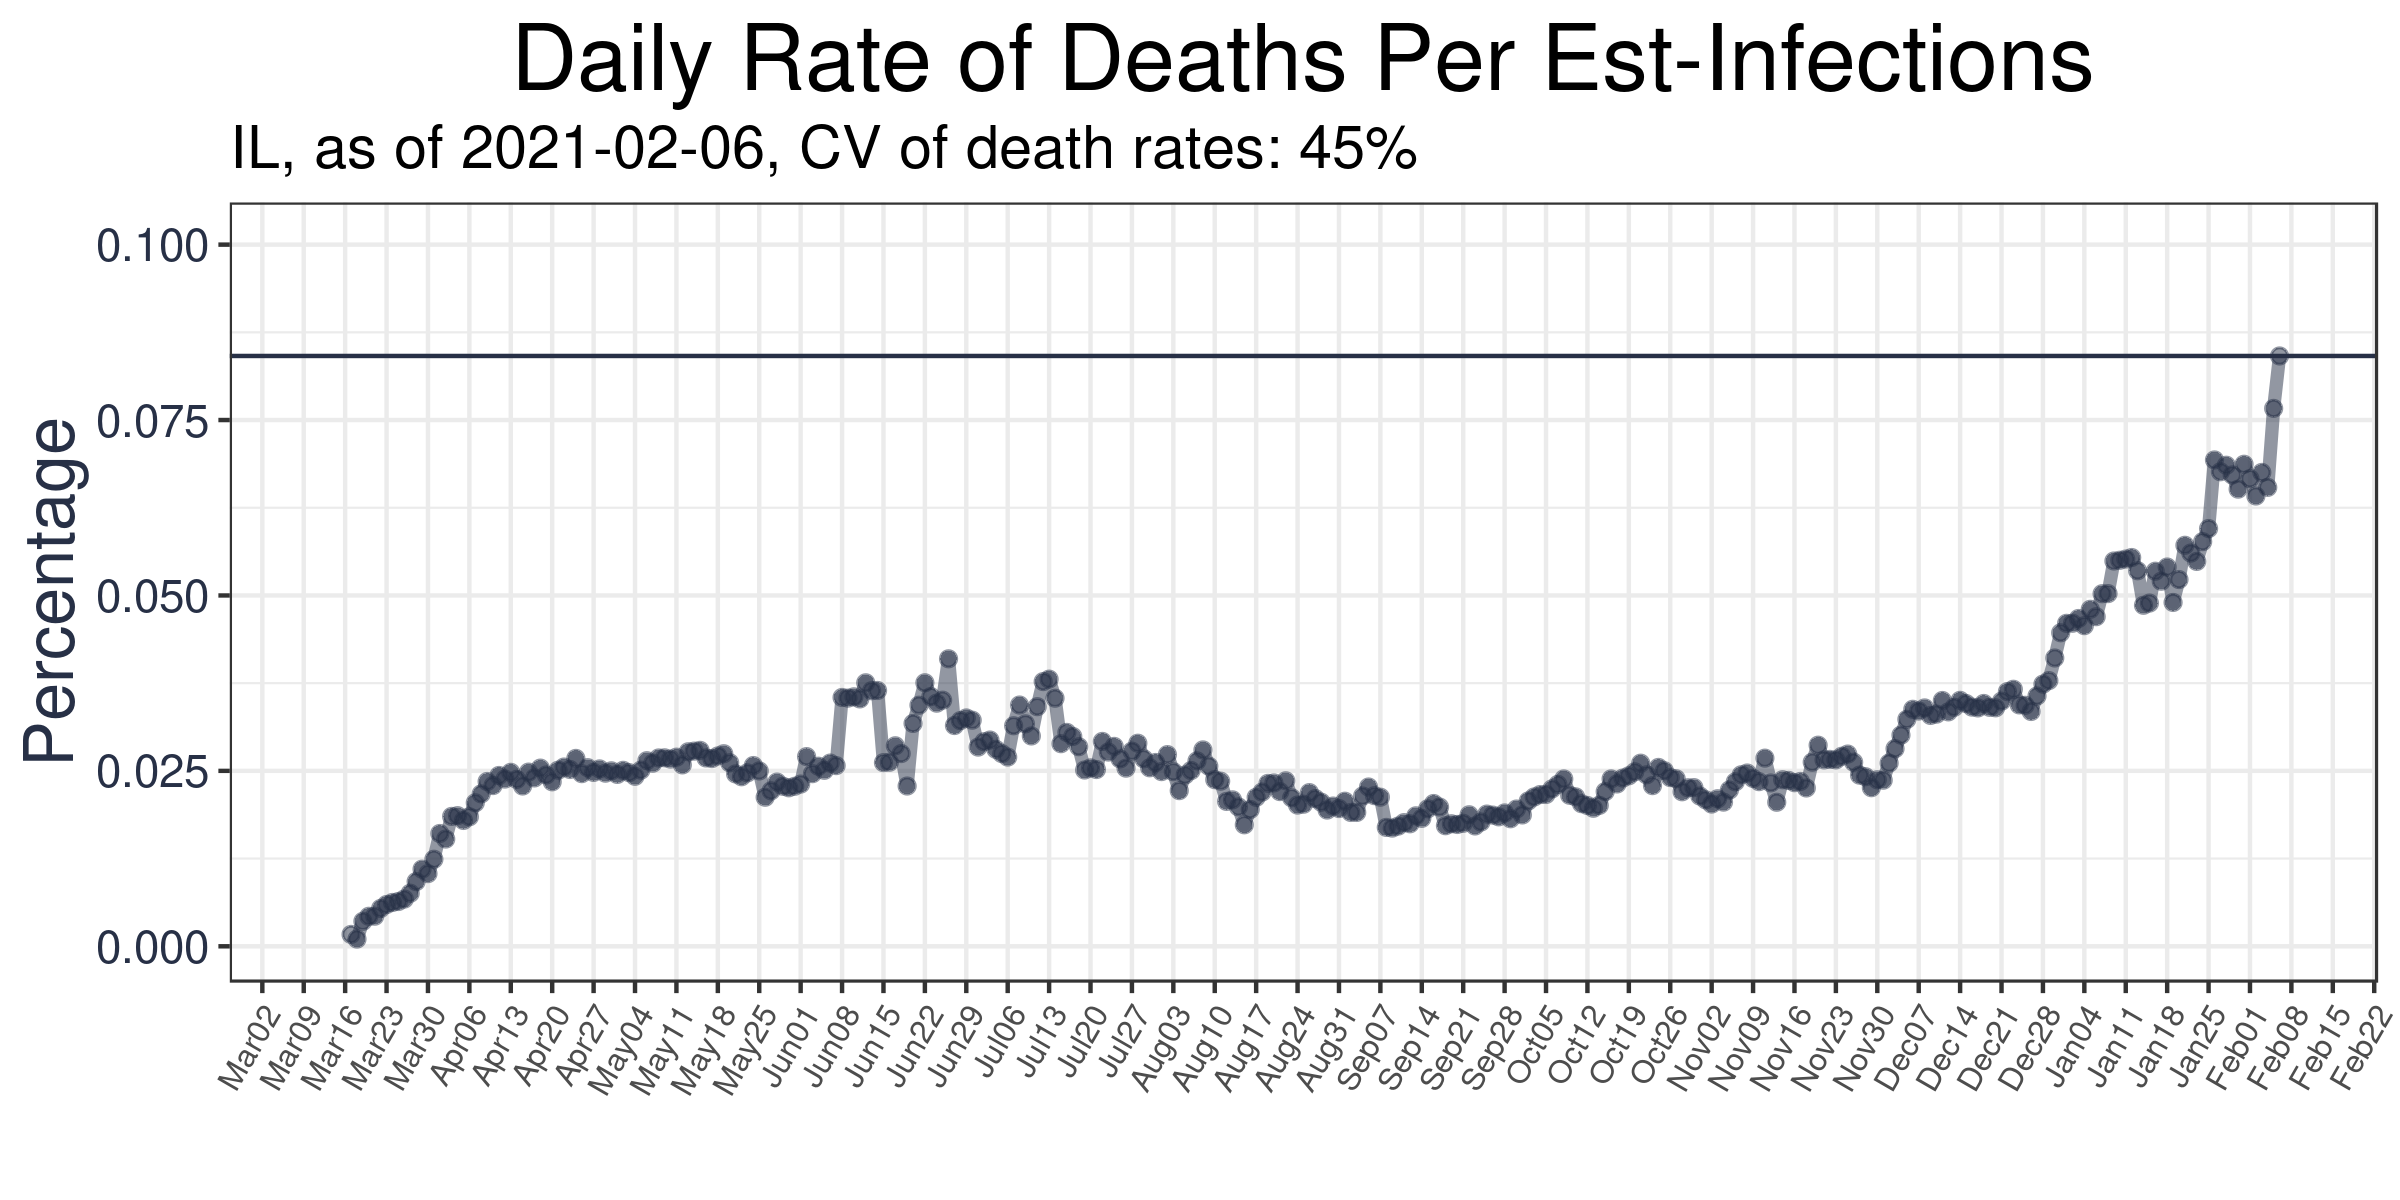 Daily Rate of Deaths Per Est-Infections
IL, as of 2021-02-06, CV of death rates: 45%
Percentage
0.100
0.075
0.050
0.025
0.000
Mar02
Mar09
Mar16
Mar23
Mar30
Apr06
Apr13
Apr20
Apr27
May04
May11
May18
May25
Jun01
Jun08
Jun15
Jun22
Jun29
Jul06
Jul13
Jul20
Jul27
Aug03
Aug10
Aug17
Aug24
Aug31
Sep07
Sep14
Sep21
Sep28
Oct05
Oct12
Oct19
Oct26
Nov02
Nov09
Nov16
Nov23
Nov30
Dec07
Dec14
Dec21
Dec28
Jan04
Jan11
Jan18
Jan25
Feb01
Feb08
Feb15
Feb22